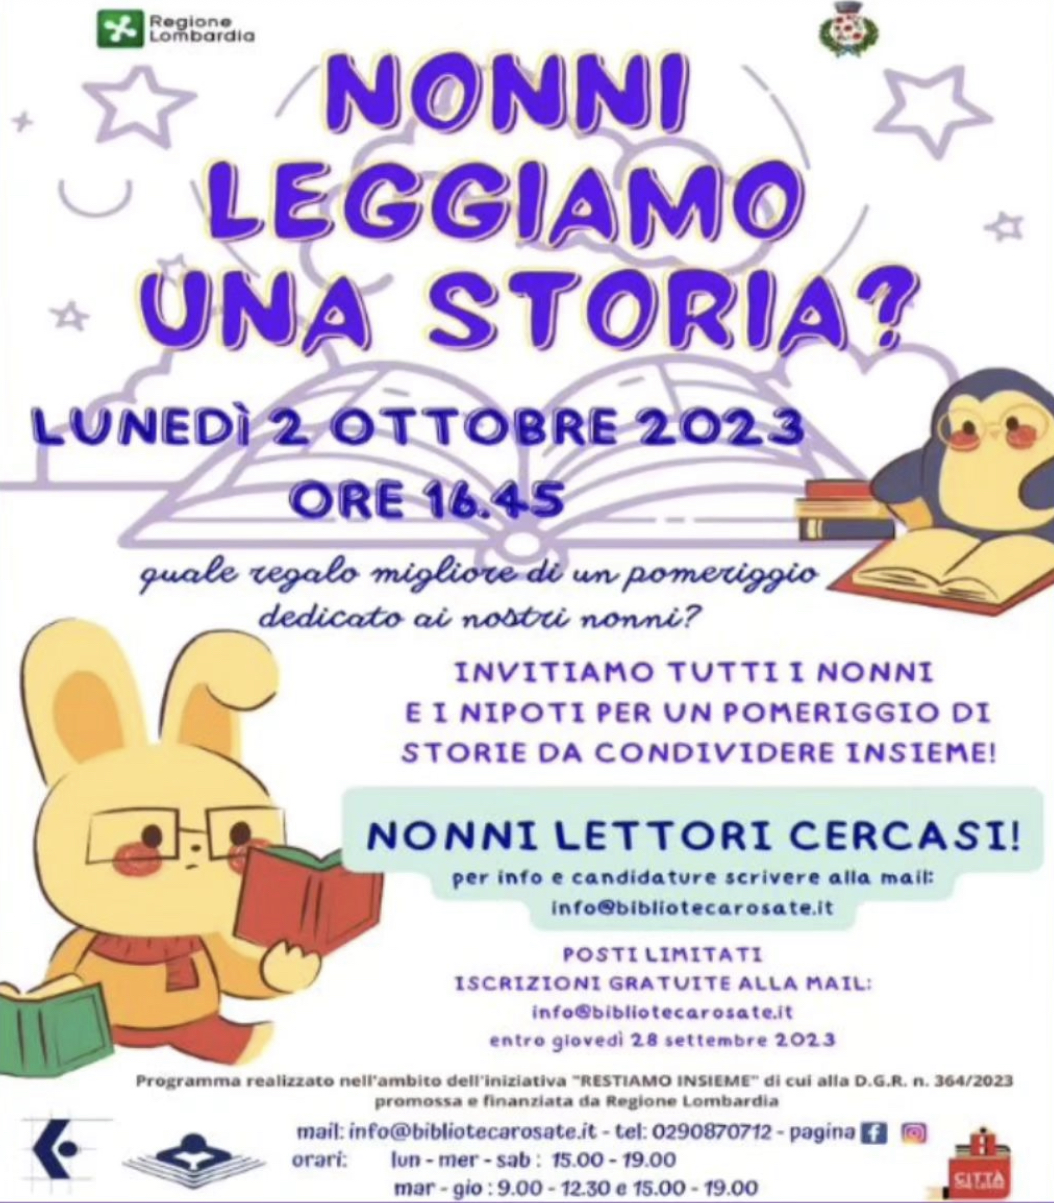 Regione
Lombardia
NONNI
LEGGIAMO
UNA STORIA?
LUNEDÌ 2 OTTOBRE 2023
ORE 16.45
quale regalo migliore di un pomeriggio
dedicato ai nostri nonni?
INVITIAMO TUTTI I NONNI
E I NIPOTI PER UN POMERIGGIO DI
STORIE DA CONDIVIDERE INSIEME!
NONNI LETTORI CERCASI!
per info e candidature scrivere alla mail:
info@bibliotecarosate.it
POSTI LIMITATI
ISCRIZIONI GRATUITE ALLA MAIL:
info@bibliotecarosate.it
entro giovedì 28 settembre 2023
Programma realizzato nell'ambito dell'iniziativa "RESTIAMO INSIEME" di cui alla D.G.R. n. 364/2023
promossa e finanziata da Regione Lombardia
mail: info@bibliotecarosate.it - tel: 0290870712 - pagina
orari: lun - mer - sab : 15.00 - 19.00
mar - gio : 9.00 - 12.30 e 15.00 - 19.00
CITTÀ